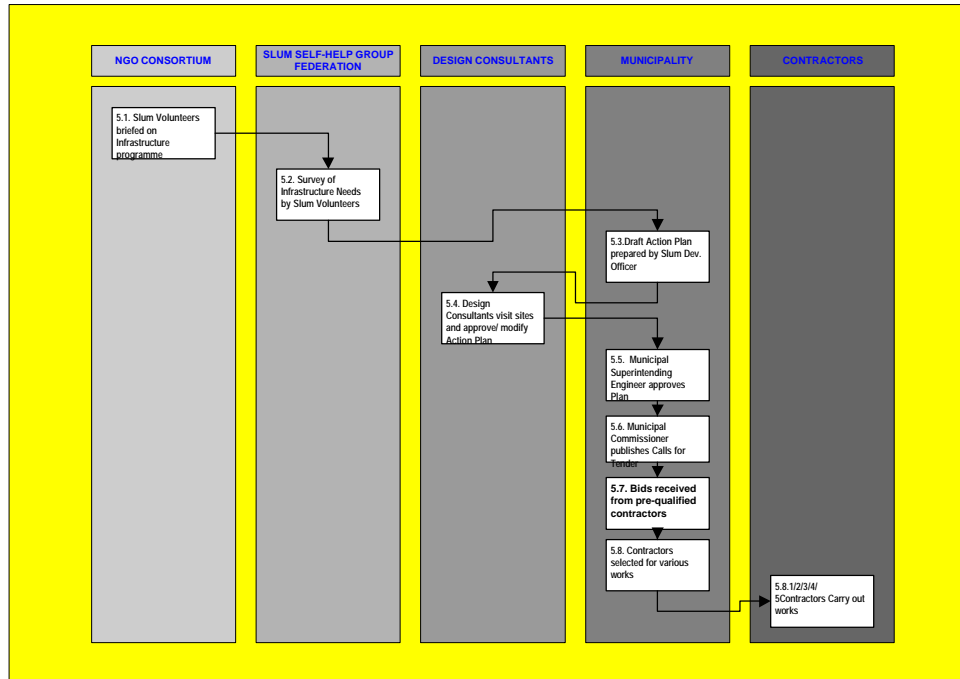 NGO CONSORTIUM
SLUM SELF-HELP GROUP
FEDERATION
DESIGN CONSULTANTS
MUNICIPALITY
CONTRACTORS
5.1. Slum Volunteers
briefed on
Infrastructure
programme
5.2. Survey of
Infrastructure Needs
by Slum Volunteers
5.3.Draft Action Plan
prepared by Slum Dev.
Officer
5.4. Design
Consultants visit sites
and approve/ modify
Action Plan
5.5. Municipal
Superintending
Engineer approves
Plan
5.6. Municipal
Commissioner
publishes Calls for
Tender
5.7. Bids received
from pre-qualified
contractors
5.8. Contractors
selected for various
works
5.8.1/2/3/4/
5Contractors Carry out
works